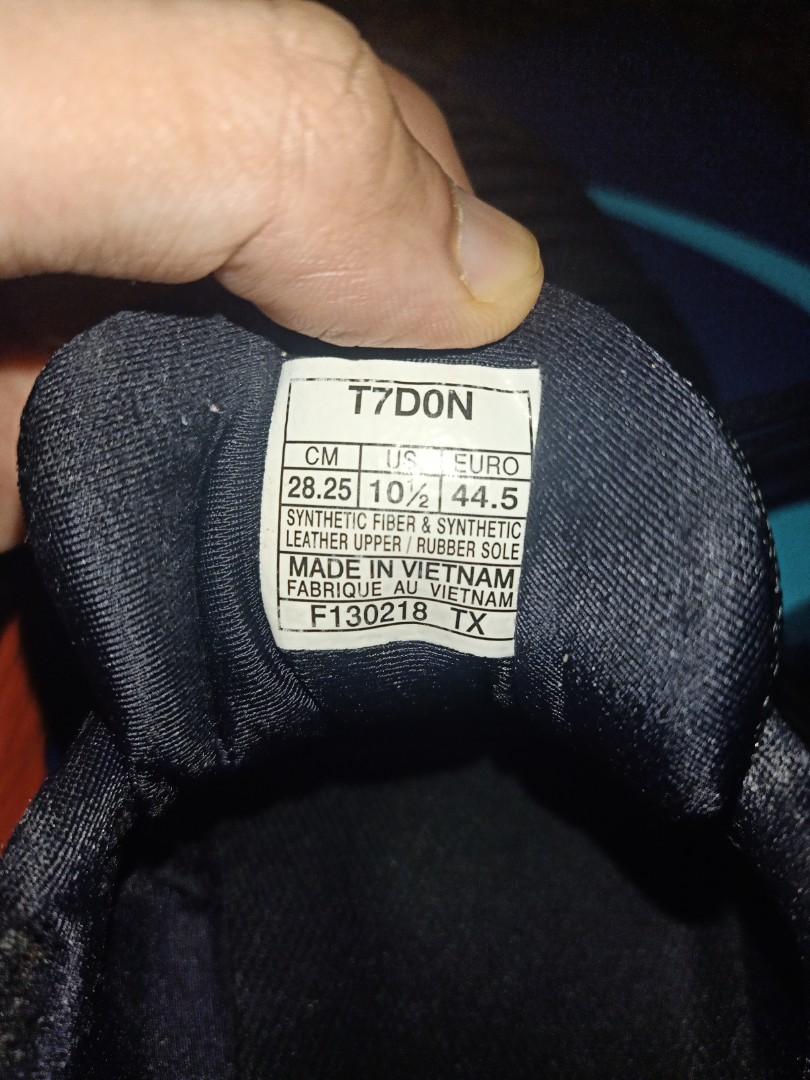 T7D0N
CM US EURO
28.25 10½ 44.5
SYNTHETIC FIBER & SYNTHETIC
LEATHER UPPER / RUBBER SOLE
MADE IN VIETNAM
FABRIQUE AU VIETNAM
F130218 TX